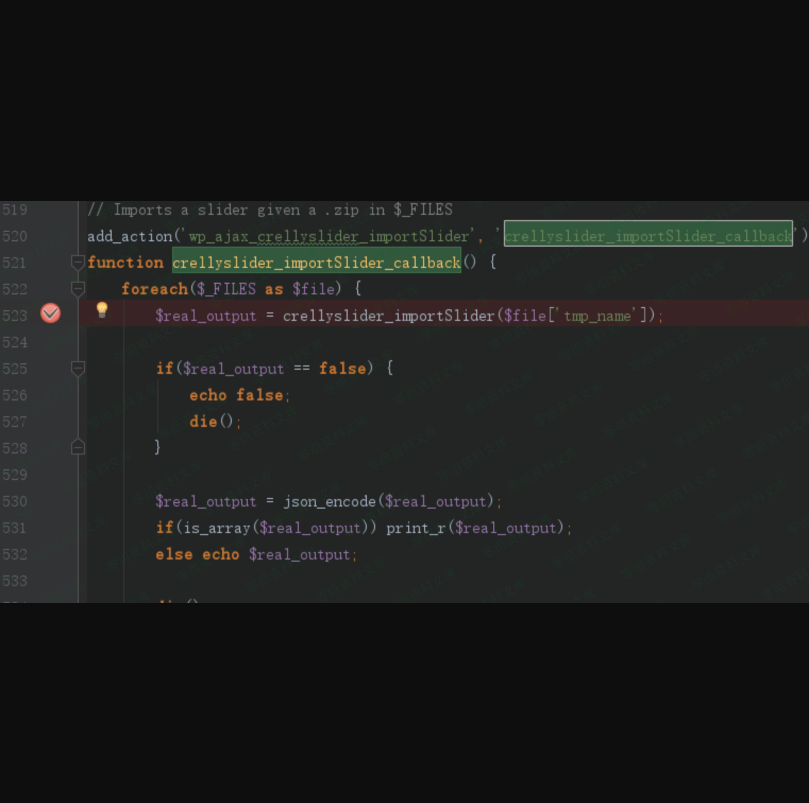 519 // Imports a slider given a .zip in $_FILES
520 add_action('wp_ajax_crellyslider_importSlider', 'crellyslider_importSlider_callback')
521 function crellyslider_importSlider_callback() {
522 foreach($_FILES as $file) {
523 $real_output = crellyslider_importSlider($file['tmp_name']);
524
525 if($real_output == false) {
526 echo false;
527 die();
528 }
529
530 $real_output = json_encode($real_output);
531 if(is_array($real_output)) print_r($real_output);
532 else echo $real_output;
533